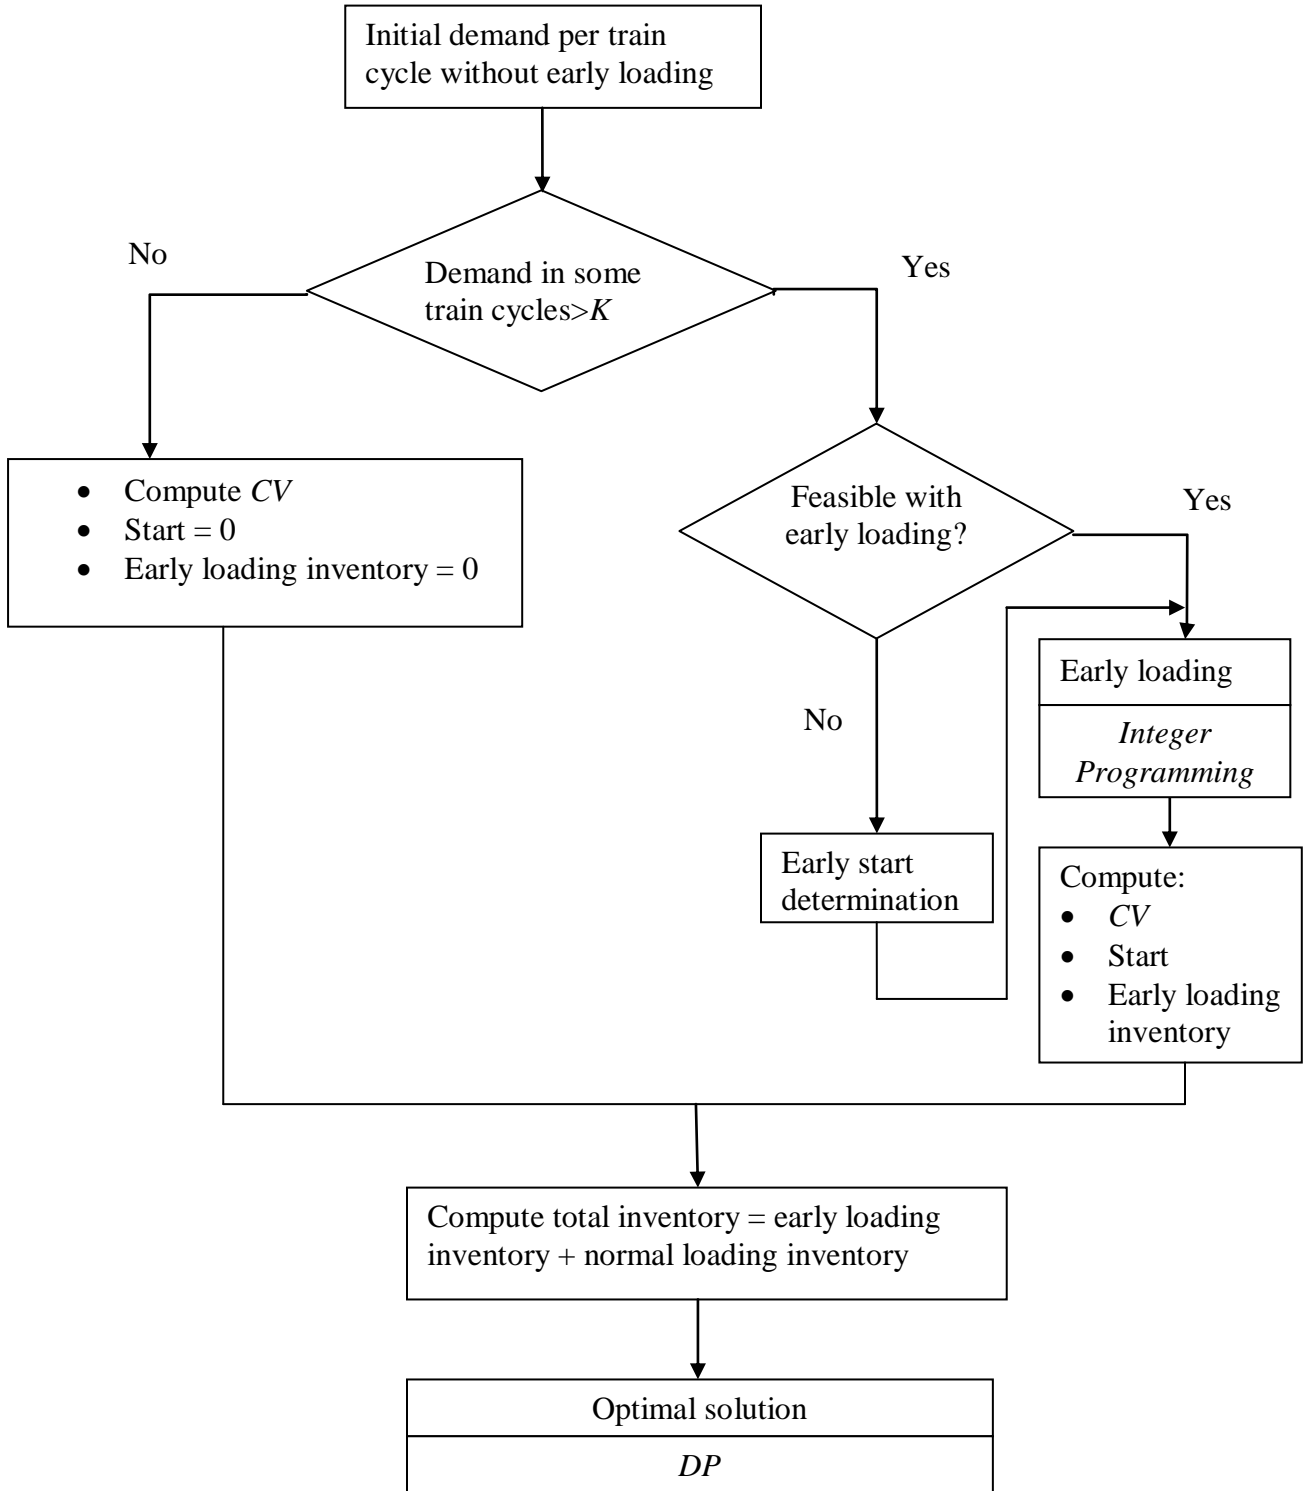 Initial demand per train
cycle without early loading
No
Yes
Demand in some
train cycles>K
• Compute CV
• Start = 0
• Early loading inventory = 0
Feasible with
early loading?
Yes
No
Early loading
Integer
Programming
Early start
determination
Compute:
• CV
• Start
• Early loading
inventory
Compute total inventory = early loading
inventory + normal loading inventory
Optimal solution
DP